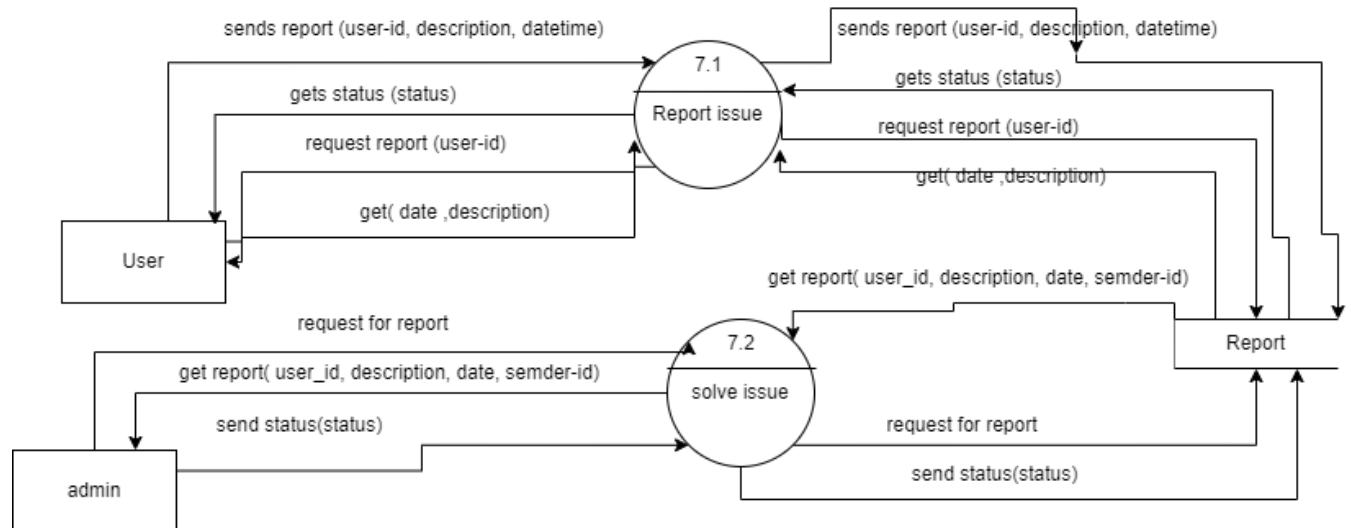 sends report (user-id, description, datetime)
sends report (user-id, description, datetime)
7.1
Report issue
gets status (status)
gets status (status)
request report (user-id)
request report (user-id)
get( date ,description)
get( date ,description)
User
get report( user_id, description, date, semder-id)
request for report
7.2
solve issue
Report
get report( user_id, description, date, semder-id)
send status(status)
request for report
send status(status)
admin